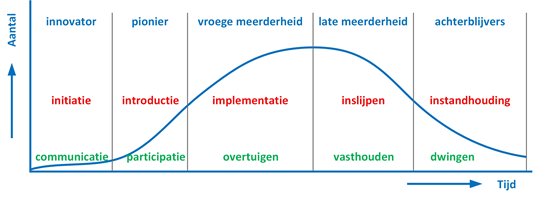 Aantal
innovator pionier vroege meerderheid late meerderheid achterblijvers
initiatie introductie implementatie inslijpen instandhouding
communicatie participatie overtuigen vasthouden dwingen
Tijd